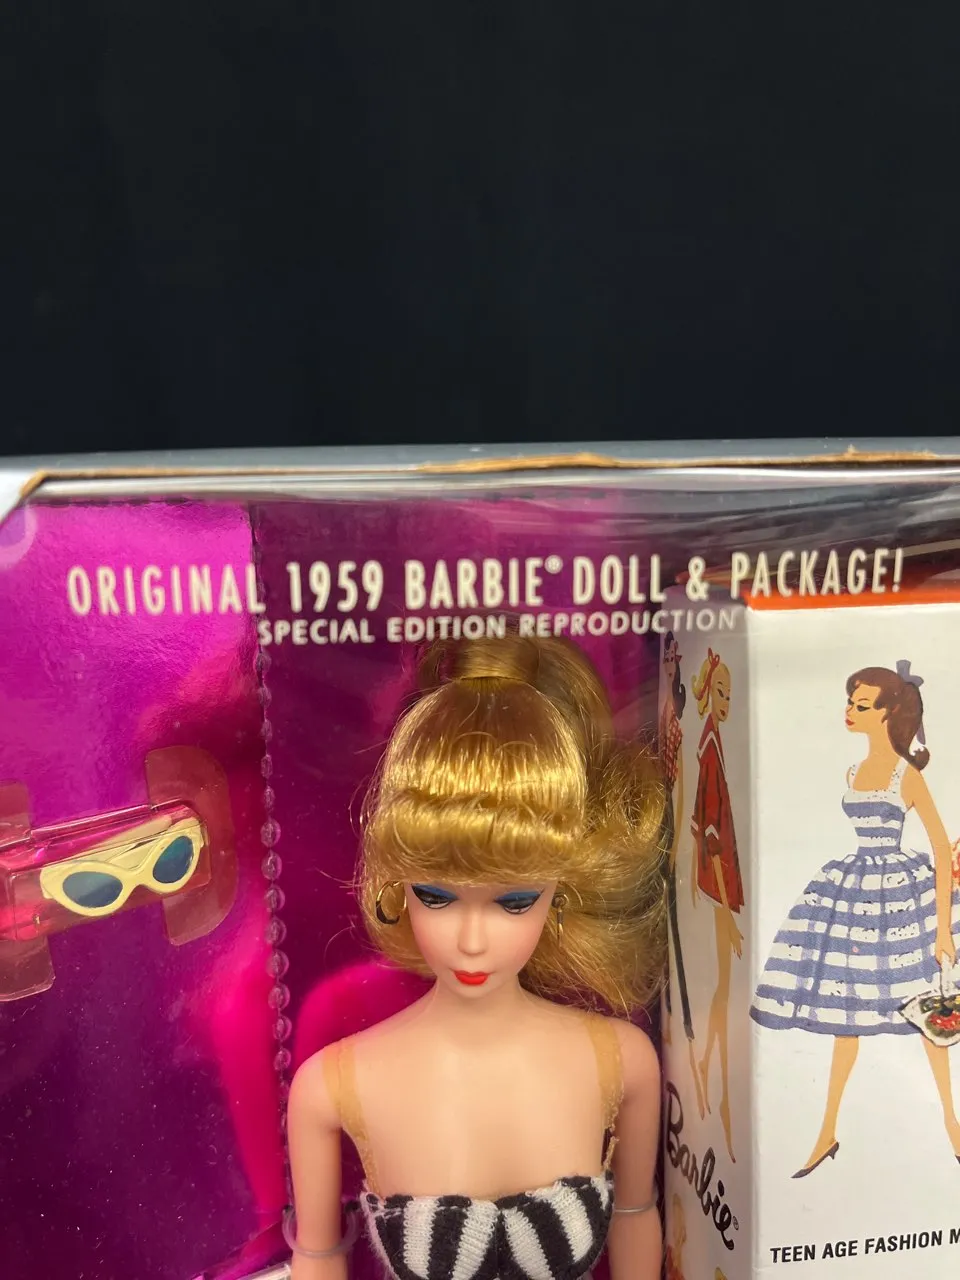 ORIGINAL 1959 BARBIE® DOLL & PACKAGE!
SPECIAL EDITION REPRODUCTION
Barbie®
TEEN AGE FASHION M